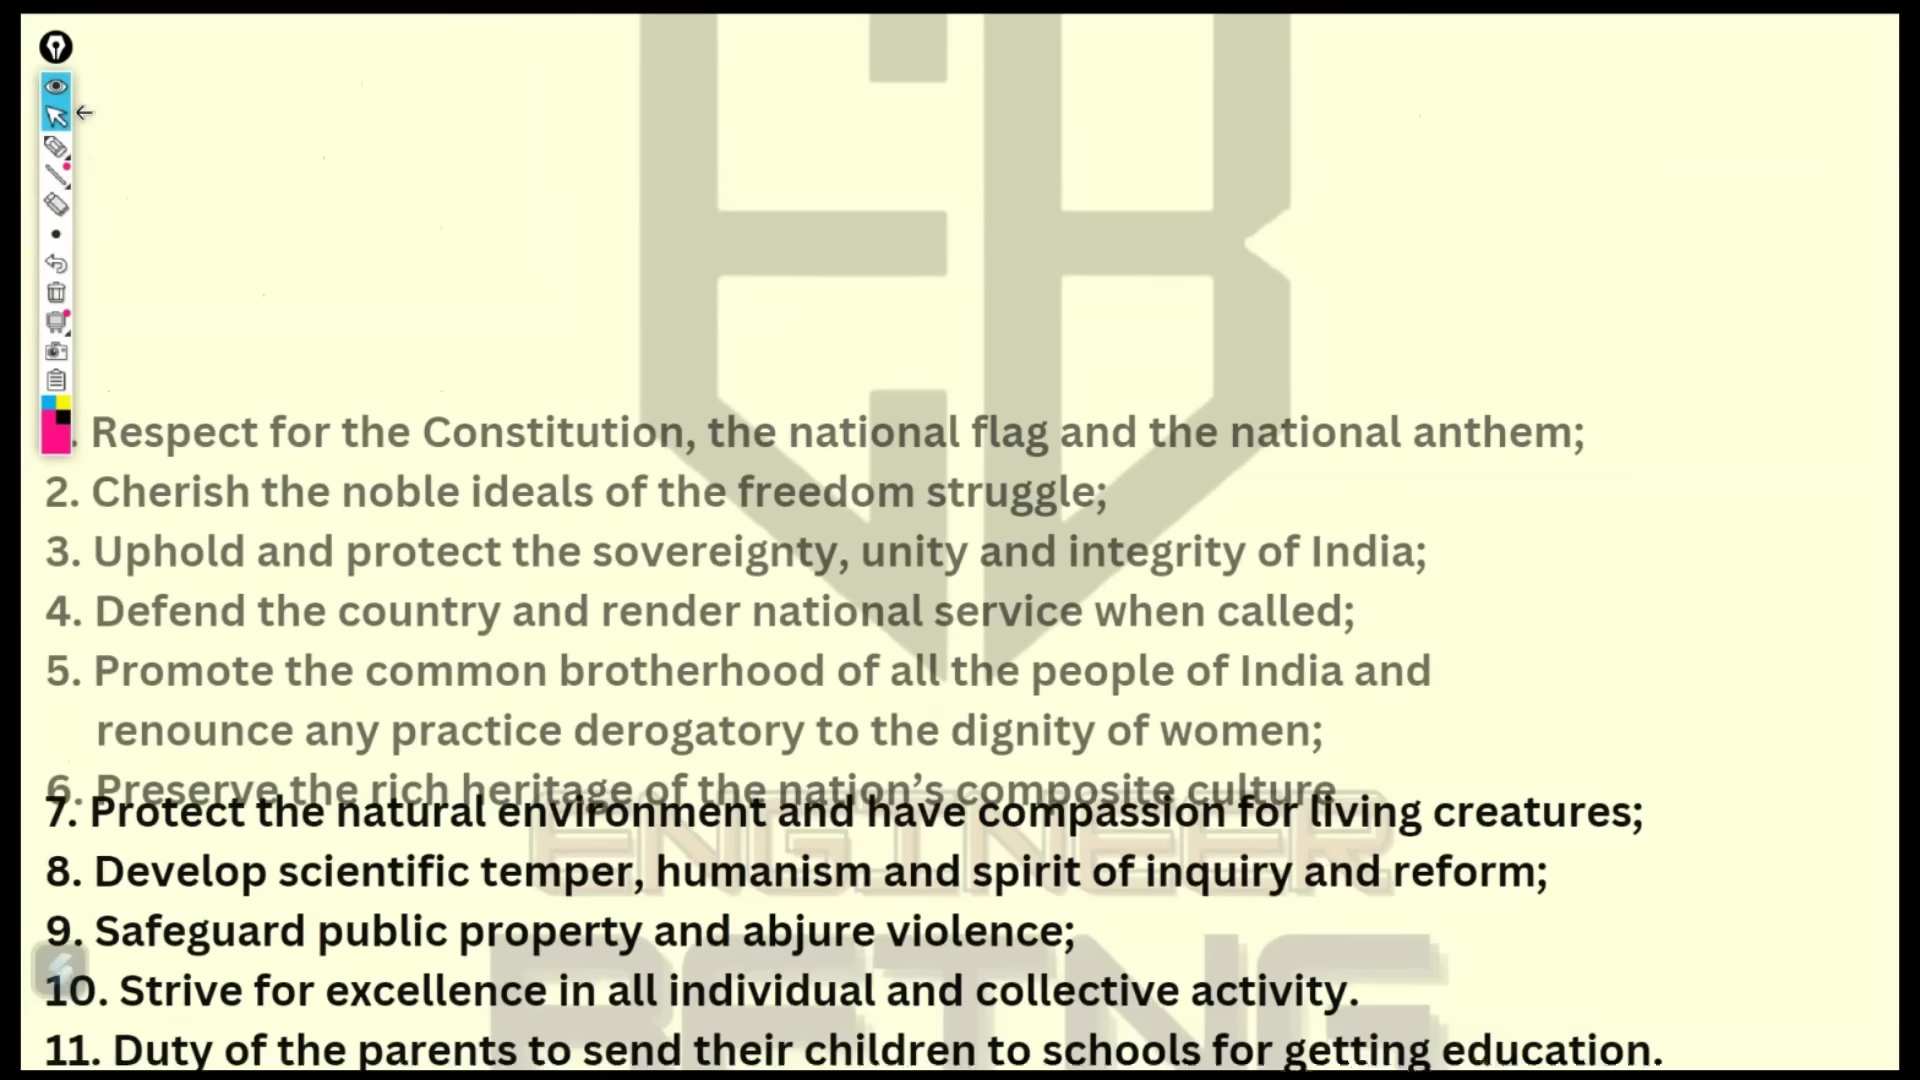 . Respect for the Constitution, the national flag and the national anthem;
2. Cherish the noble ideals of the freedom struggle;
3. Uphold and protect the sovereignty, unity and integrity of India;
4. Defend the country and render national service when called;
5. Promote the common brotherhood of all the people of India and
renounce any practice derogatory to the dignity of women;
6. Preserve the rich heritage of the nation's composite culture
7. Protect the natural environment and have compassion for living creatures;
ENGINEER
8. Develop scientific temper, humanism and spirit of inquiry and reform;
9. Safeguard public property and abjure violence;
10. Strive for excellence in all individual and collective activity.
11. Duty of the parents to send their children to schools for getting education.